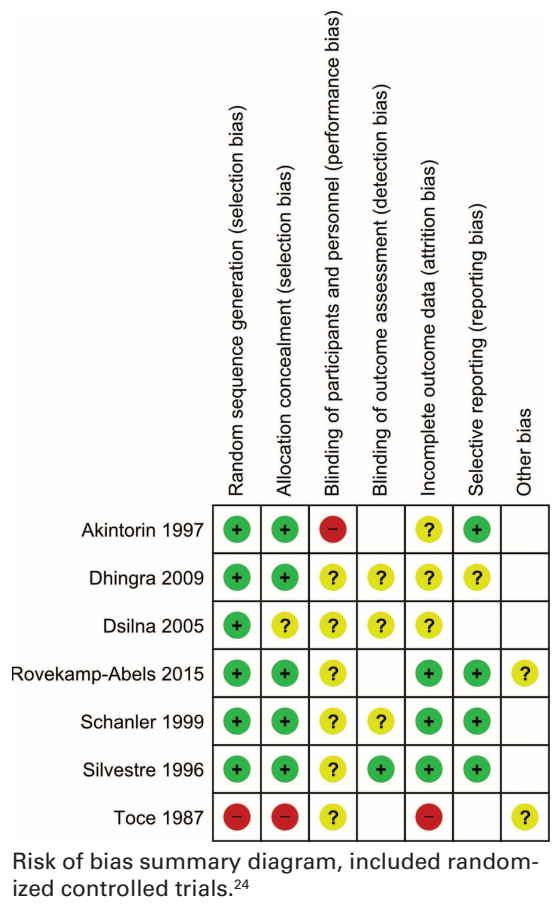 Random sequence generation (selection bias)
Allocation concealment (selection bias)
Blinding of participants and personnel (performance bias)
Blinding of outcome assessment (detection bias)
Incomplete outcome data (attrition bias)
Selective reporting (reporting bias)
Other bias
Akintorin 1997 + + − ? +
Dhingra 2009 + + ? ? ? ?
Dsilna 2005 + ? ? ? ?
Rovekamp-Abels 2015 + + ? + + ?
Schanler 1999 + + ? ? + +
Silvestre 1996 + + ? + + +
Toce 1987 − − ? − ?
Risk of bias summary diagram, included random-
ized controlled trials.²⁴